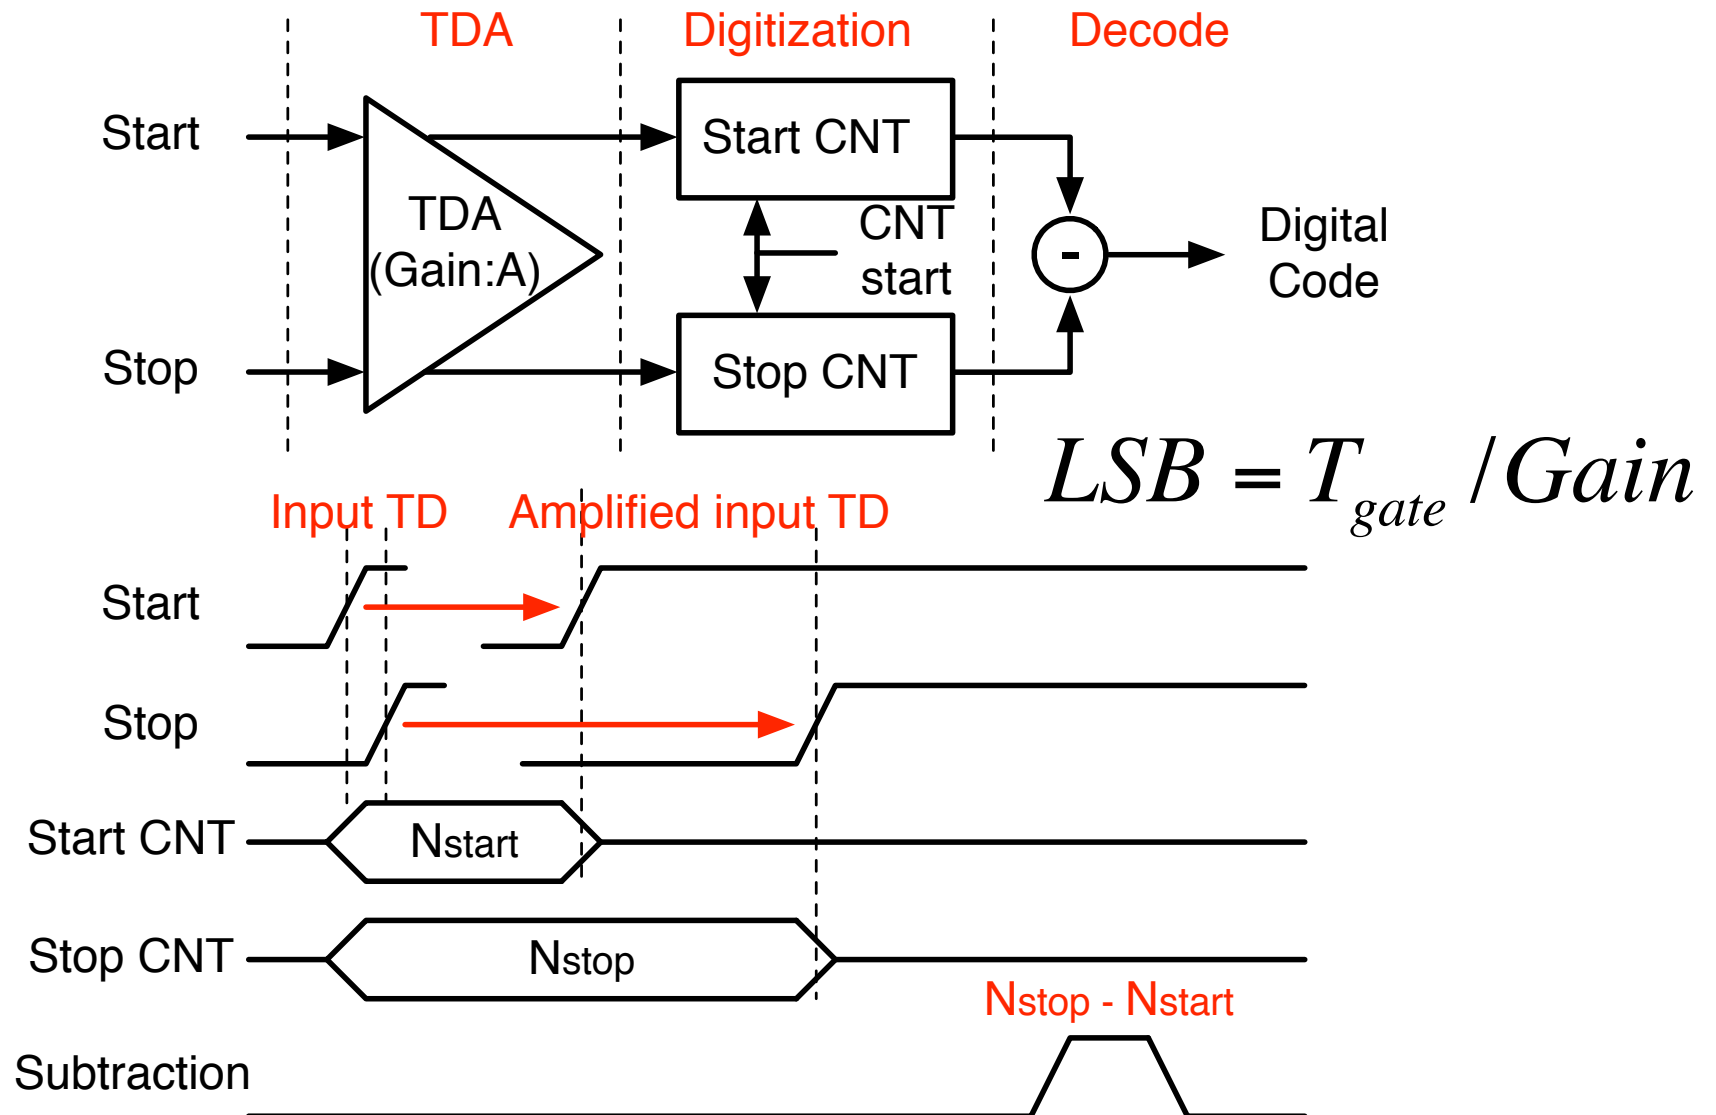 TDA
Digitization
Decode
Start
Start CNT
TDA
(Gain:A)
CNT
start
-
Digital
Code
Stop
Stop CNT
LSB = T_gate / Gain
Input TD
Amplified input TD
Start
Stop
Start CNT
Nstart
Stop CNT
Nstop
Nstop - Nstart
Subtraction